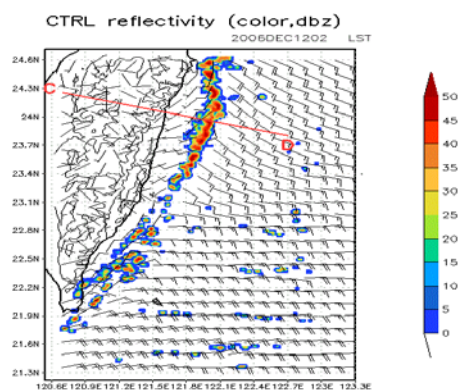 CTRL reflectivity (color,dbz)
2006DEC1202 LST
24.6N
24.3N
24N
23.7N
23.4N
23.1N
22.8N
22.5N
22.2N
21.9N
21.6N
21.3N
C
D
120.6E 120.9E 121.2E 121.5E 121.8E 122.1E 122.4E 122.7E 123E 123.3E
50
45
40
35
30
25
20
15
10
5
0